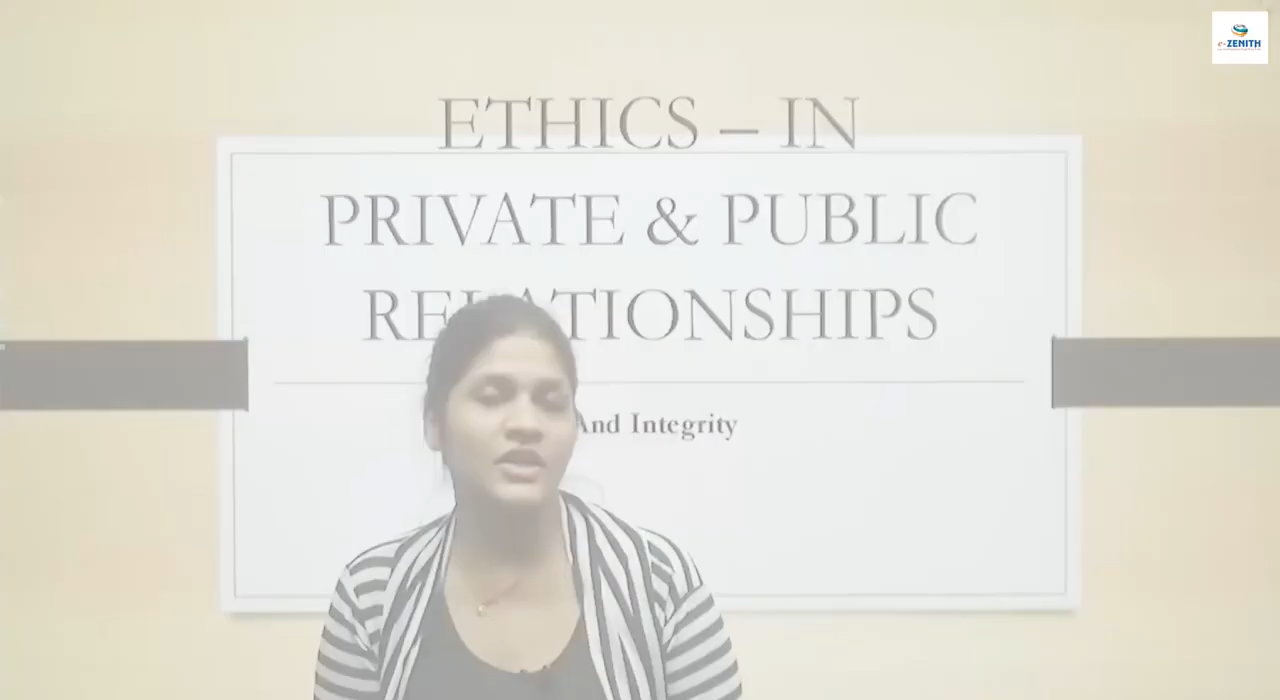 e-ZENITH
ETHICS – IN
PRIVATE & PUBLIC
RELATIONSHIPS
And Integrity